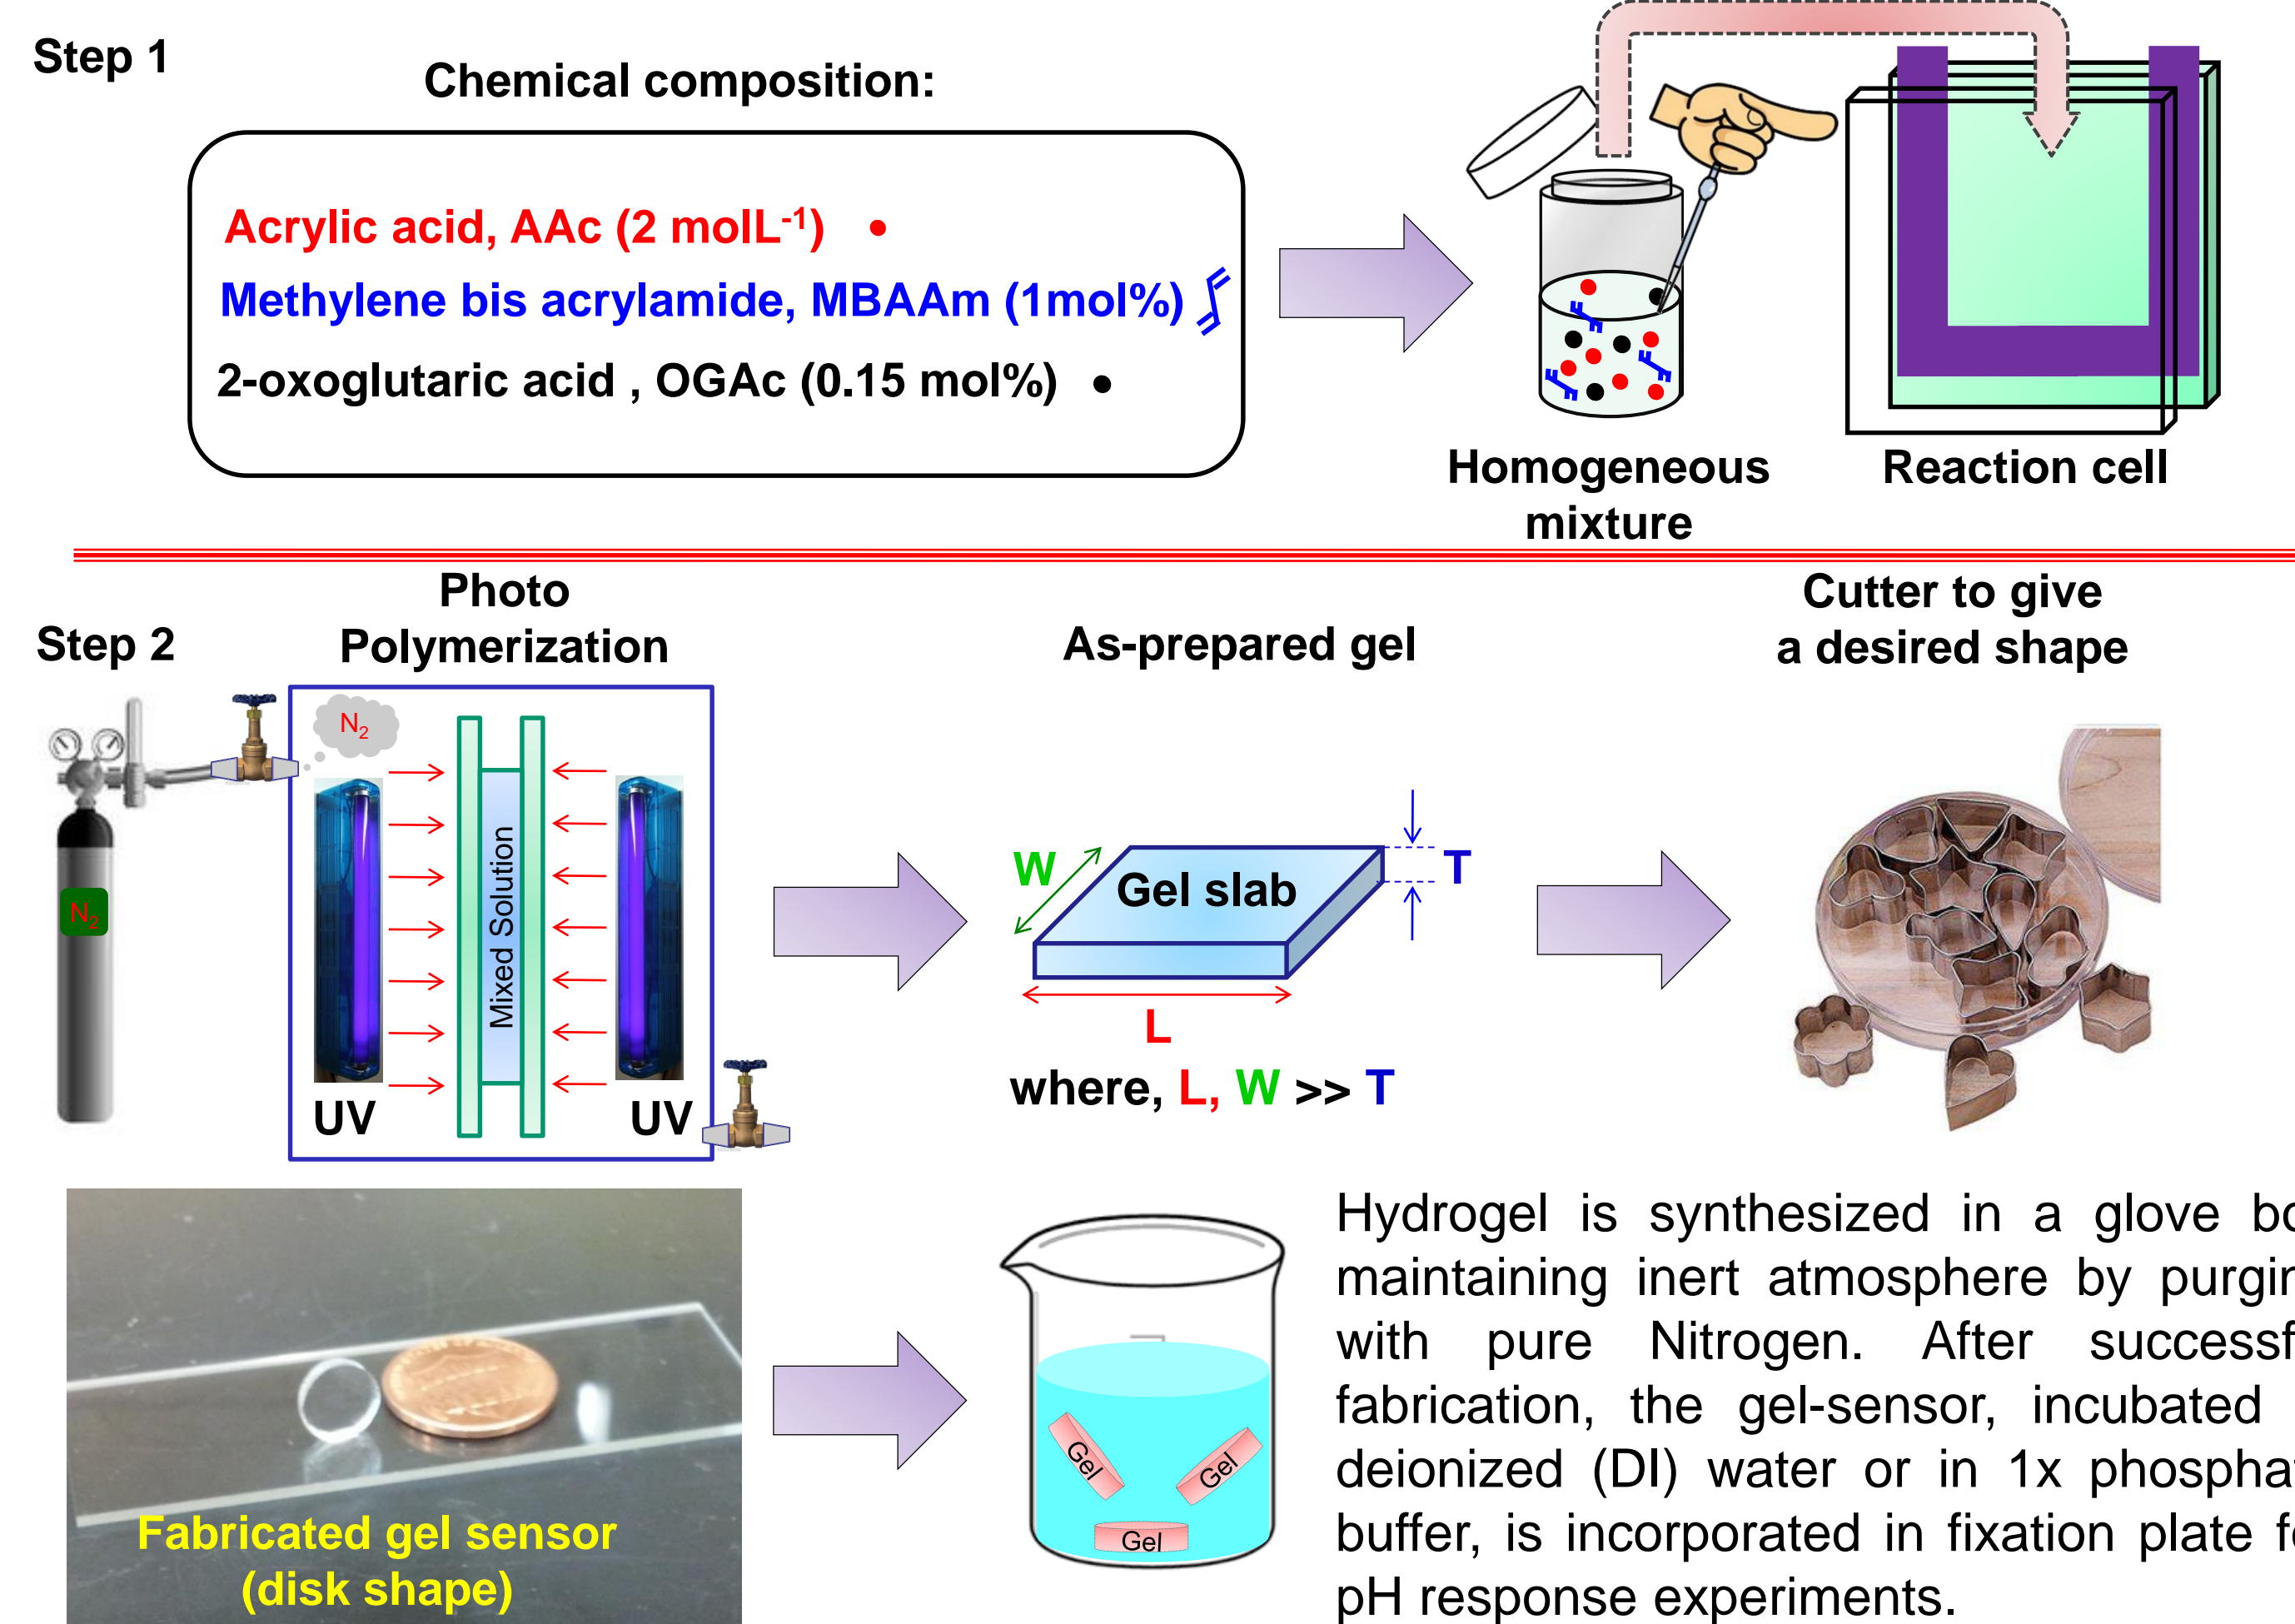 Step 1
Chemical composition:
Acrylic acid, AAc (2 molL-1)
Methylene bis acrylamide, MBAAm (1mol%)
2-oxoglutaric acid , OGAc (0.15 mol%)
Homogeneous
mixture
Reaction cell
Step 2
Photo
Polymerization
As-prepared gel
Cutter to give
a desired shape
N2
N2
Mixed Solution
UV
UV
W
Gel slab
T
L
where, L, W >> T
Fabricated gel sensor
(disk shape)
Gel
Gel
Gel
Hydrogel is synthesized in a glove
maintaining inert atmosphere by
with pure Nitrogen. After
fabrication, the gel-sensor, incubated
deionized (DI) water or in 1x
buffer, is incorporated in fixation plate
pH response experiments.